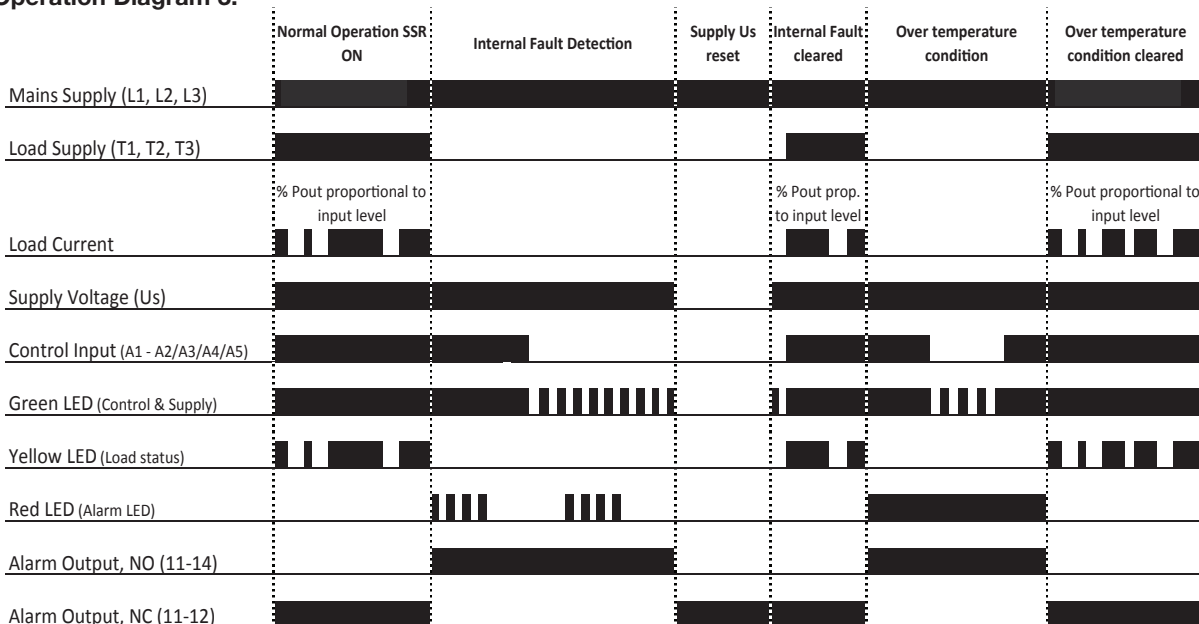 Operation Diagram 3:
Normal Operation SSR
ON
Internal Fault Detection
Supply Us
reset
Internal Fault
cleared
Over temperature
condition
Over temperature
condition cleared
Mains Supply (L1, L2, L3)
Load Supply (T1, T2, T3)
% Pout proportional to
input level
% Pout prop.
to input level
% Pout proportional to
input level
Load Current
Supply Voltage (Us)
Control Input (A1 - A2/A3/A4/A5)
Green LED (Control & Supply)
Yellow LED (Load status)
Red LED (Alarm LED)
Alarm Output, NO (11-14)
Alarm Output, NC (11-12)